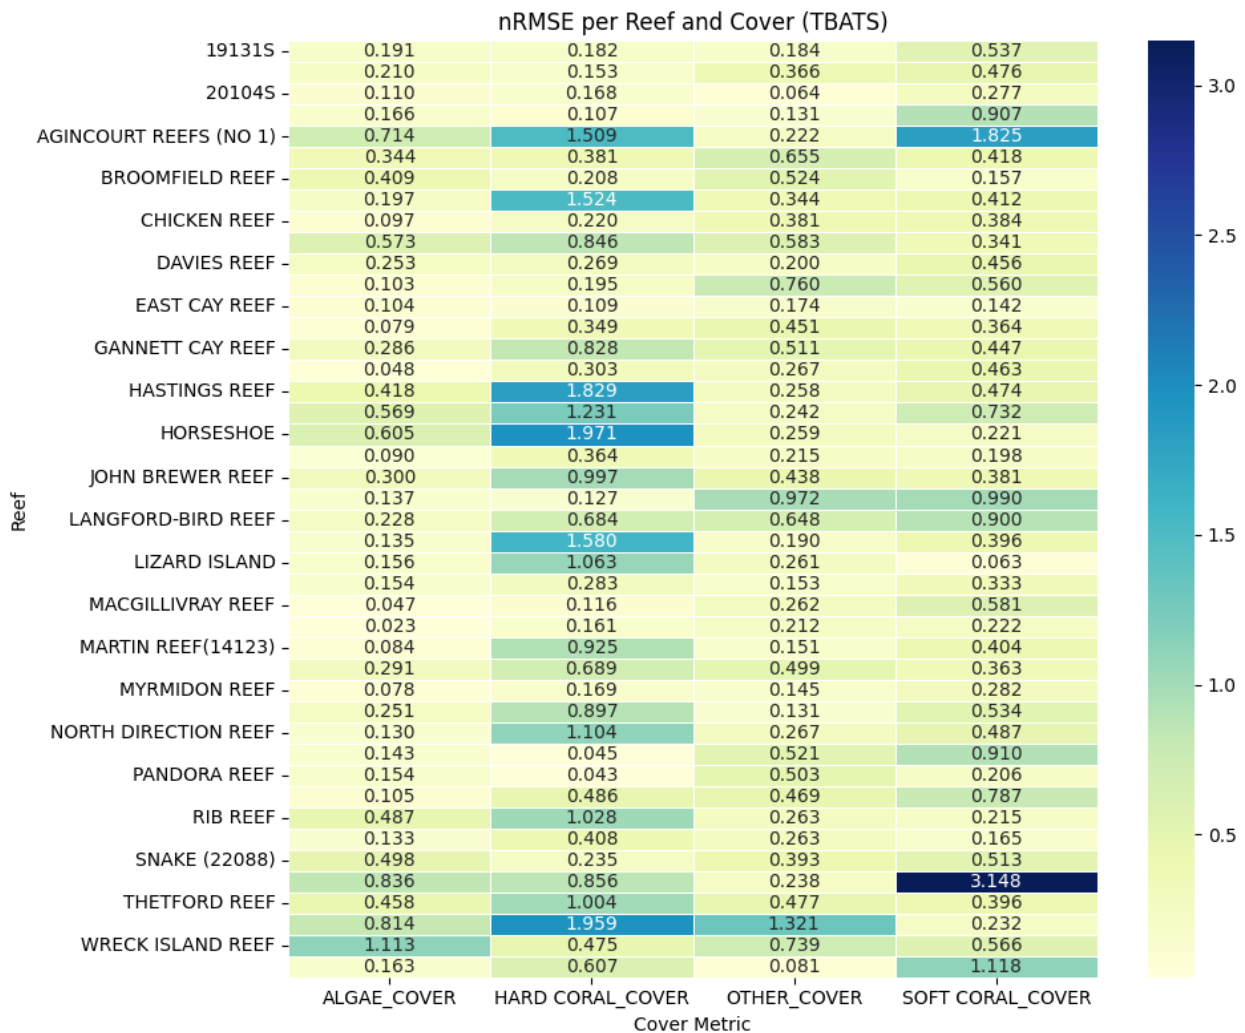 nRMSE per Reef and Cover (TBATS)
19131S 0.191 0.182 0.184 0.537
0.210 0.153 0.366 0.476
20104S 0.110 0.168 0.064 0.277
0.166 0.107 0.131 0.907
AGINCOURT REEFS (NO 1) 0.714 1.509 0.222 1.825
0.344 0.381 0.655 0.418
BROOMFIELD REEF 0.409 0.208 0.524 0.157
0.197 1.524 0.344 0.412
CHICKEN REEF 0.097 0.220 0.381 0.384
0.573 0.846 0.583 0.341
DAVIES REEF 0.253 0.269 0.200 0.456
0.103 0.195 0.760 0.560
EAST CAY REEF 0.104 0.109 0.174 0.142
0.079 0.349 0.451 0.364
GANNETT CAY REEF 0.286 0.828 0.511 0.447
0.048 0.303 0.267 0.463
HASTINGS REEF 0.418 1.829 0.258 0.474
0.569 1.231 0.242 0.732
HORSESHOE 0.605 1.971 0.259 0.221
0.090 0.364 0.215 0.198
JOHN BREWER REEF 0.300 0.997 0.438 0.381
0.137 0.127 0.972 0.990
LANGFORD-BIRD REEF 0.228 0.684 0.648 0.900
0.135 1.580 0.190 0.396
LIZARD ISLAND 0.156 1.063 0.261 0.063
0.154 0.283 0.153 0.333
MACGILLIVRAY REEF 0.047 0.116 0.262 0.581
0.023 0.161 0.212 0.222
MARTIN REEF(14123) 0.084 0.925 0.151 0.404
0.291 0.689 0.499 0.363
MYRMIDON REEF 0.078 0.169 0.145 0.282
0.251 0.897 0.131 0.534
NORTH DIRECTION REEF 0.130 1.104 0.267 0.487
0.143 0.045 0.521 0.910
PANDORA REEF 0.154 0.043 0.503 0.206
0.105 0.486 0.469 0.787
RIB REEF 0.487 1.028 0.263 0.215
0.133 0.408 0.263 0.165
SNAKE (22088) 0.498 0.235 0.393 0.513
0.836 0.856 0.238 3.148
THETFORD REEF 0.458 1.004 0.477 0.396
0.814 1.959 1.321 0.232
WRECK ISLAND REEF 1.113 0.475 0.739 0.566
0.163 0.607 0.081 1.118
ALGAE_COVER HARD CORAL_COVER OTHER_COVER SOFT CORAL_COVER
Cover Metric
Reef
3.0
2.5
2.0
1.5
1.0
0.5